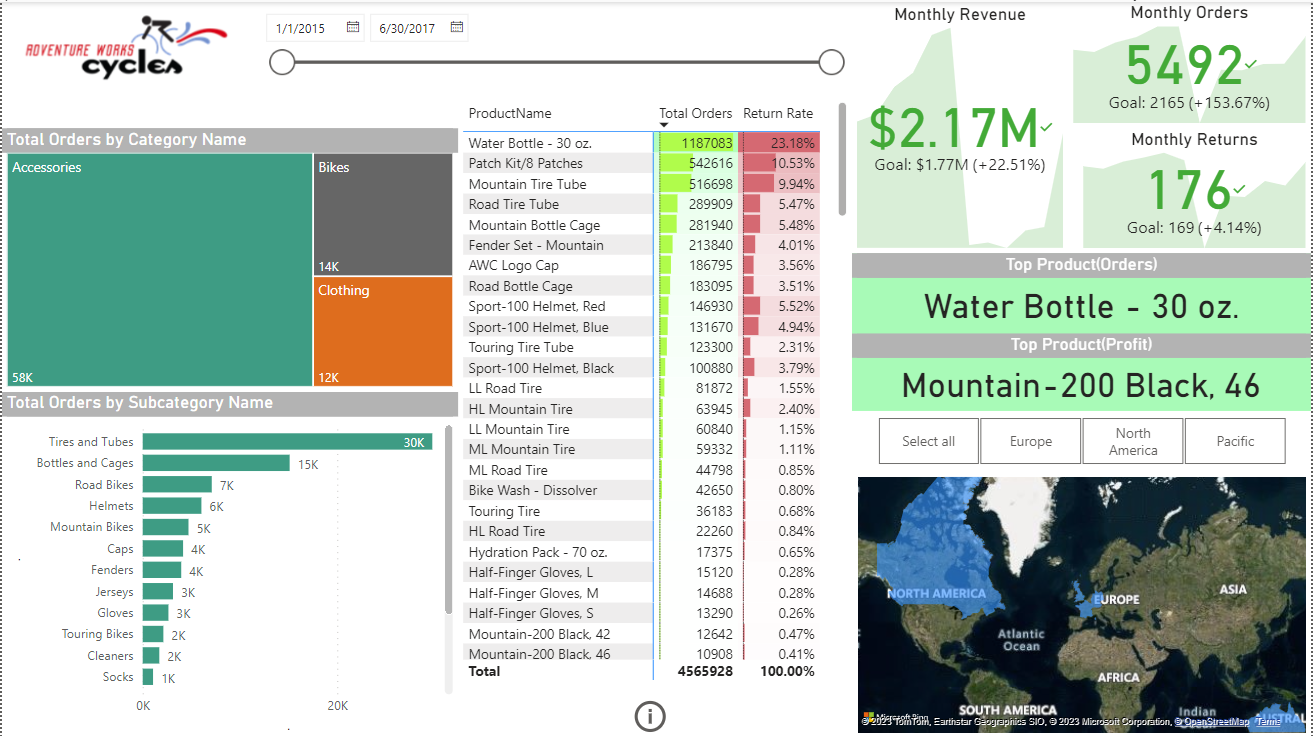 ADVENTURE WORKS
cycles
1/1/2015 6/30/2017
Total Orders by Category Name
Accessories
58K
Bikes
14K
Clothing
12K
Total Orders by Subcategory Name
Tires and Tubes 30K
Bottles and Cages 15K
Road Bikes 7K
Helmets 6K
Mountain Bikes 5K
Caps 4K
Fenders 4K
Jerseys 3K
Gloves 3K
Touring Bikes 2K
Cleaners 2K
Socks 1K
0K 20K
ProductName Total Orders Return Rate
Water Bottle - 30 oz. 1187083 23.18%
Patch Kit/8 Patches 542616 10.53%
Mountain Tire Tube 516698 9.94%
Road Tire Tube 289909 5.47%
Mountain Bottle Cage 281940 5.48%
Fender Set - Mountain 213840 4.01%
AWC Logo Cap 186795 3.56%
Road Bottle Cage 183095 3.51%
Sport-100 Helmet, Red 146930 5.52%
Sport-100 Helmet, Blue 131670 4.94%
Touring Tire Tube 123300 2.31%
Sport-100 Helmet, Black 100880 3.79%
LL Road Tire 81872 1.55%
HL Mountain Tire 63945 2.40%
LL Mountain Tire 60840 1.15%
ML Mountain Tire 59332 1.11%
ML Road Tire 44798 0.85%
Bike Wash - Dissolver 42650 0.80%
Touring Tire 36183 0.68%
HL Road Tire 22260 0.84%
Hydration Pack - 70 oz. 17375 0.65%
Half-Finger Gloves, L 15120 0.28%
Half-Finger Gloves, M 14688 0.28%
Half-Finger Gloves, S 13290 0.26%
Mountain-200 Black, 42 12642 0.47%
Mountain-200 Black, 46 10908 0.41%
Total 4565928 100.00%
Monthly Revenue
$2.17M
Goal: $1.77M (+22.51%)
Monthly Orders
5492
Goal: 2165 (+153.67%)
Monthly Returns
176
Goal: 169 (+4.14%)
Top Product(Orders)
Water Bottle - 30 oz.
Top Product(Profit)
Mountain-200 Black, 46
Select all
Europe
North
America
Pacific
NORTH AMERICA
EUROPE
ASIA
Atlantic
Ocean
AFRICA
SOUTH AMERICA
Indian
AUSTRAL
Microsoft Bing
© 2023 TomTom, Earthstar Geographics SIO, © 2023 Microsoft Corporation, © OpenStreetMap Terms